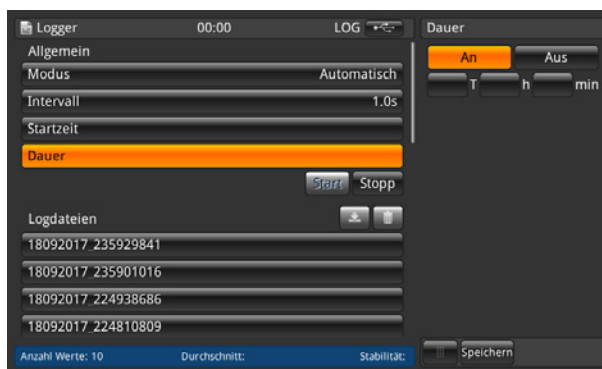 Logger 00:00 LOG
Allgemein
Modus Automatisch
Intervall 1.0s
Startzeit
Dauer
Start Stopp
Logdateien
18092017_235929841
18092017_235901016
18092017_224938686
18092017_224810809
Anzahl Werte: 10 Durchschnitt: Stabilität:
Dauer
An Aus
T h min
Speichern